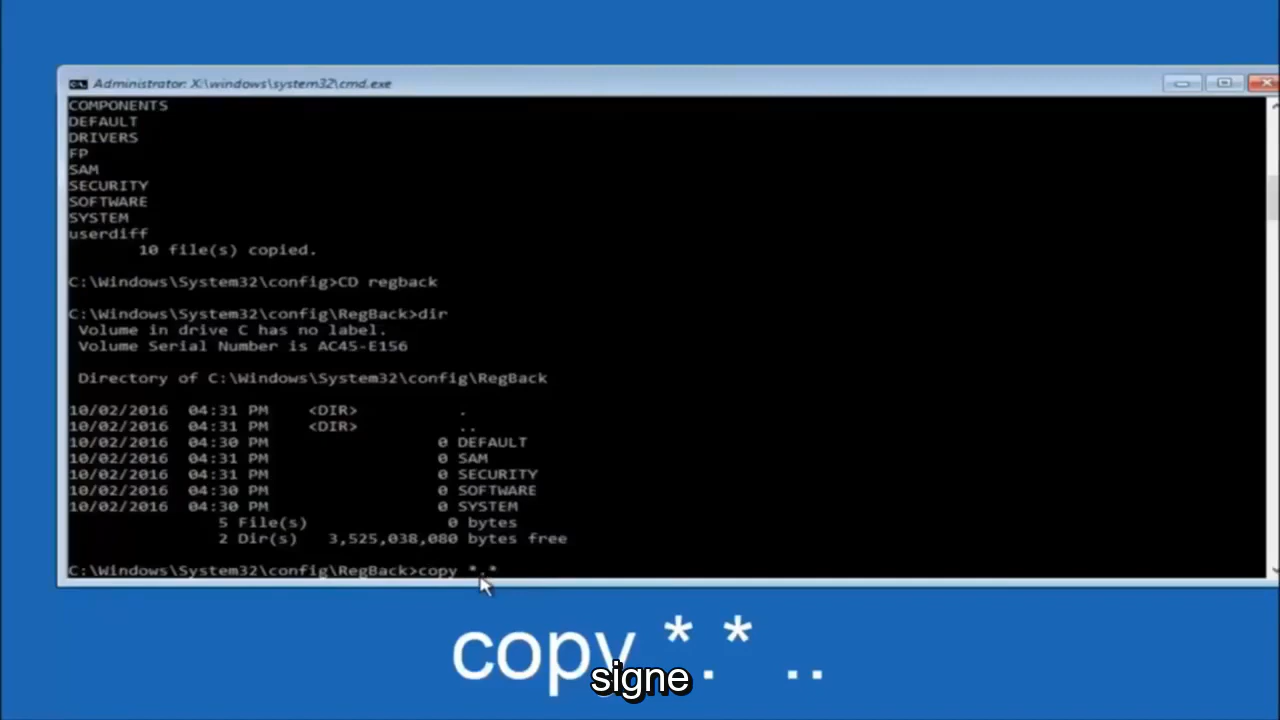 Administrator: X:\windows\system32\cmd.exe
COMPONENTS
DEFAULT
DRIVERS
FP
SAM
SECURITY
SOFTWARE
SYSTEM
userdiff
10 file(s) copied.
C:\Windows\System32\config>CD regback
C:\Windows\System32\config\RegBack>dir
Volume in drive C has no label.
Volume Serial Number is AC45-E156
Directory of C:\Windows\System32\config\RegBack
10/02/2016 04:31 PM <DIR> .
10/02/2016 04:31 PM <DIR> ..
10/02/2016 04:30 PM 0 DEFAULT
10/02/2016 04:31 PM 0 SAM
10/02/2016 04:31 PM 0 SECURITY
10/02/2016 04:30 PM 0 SOFTWARE
10/02/2016 04:30 PM 0 SYSTEM
5 File(s) 0 bytes
2 Dir(s) 3,525,038,080 bytes free
C:\Windows\System32\config\RegBack>copy *.*
copy *.* ..
signe